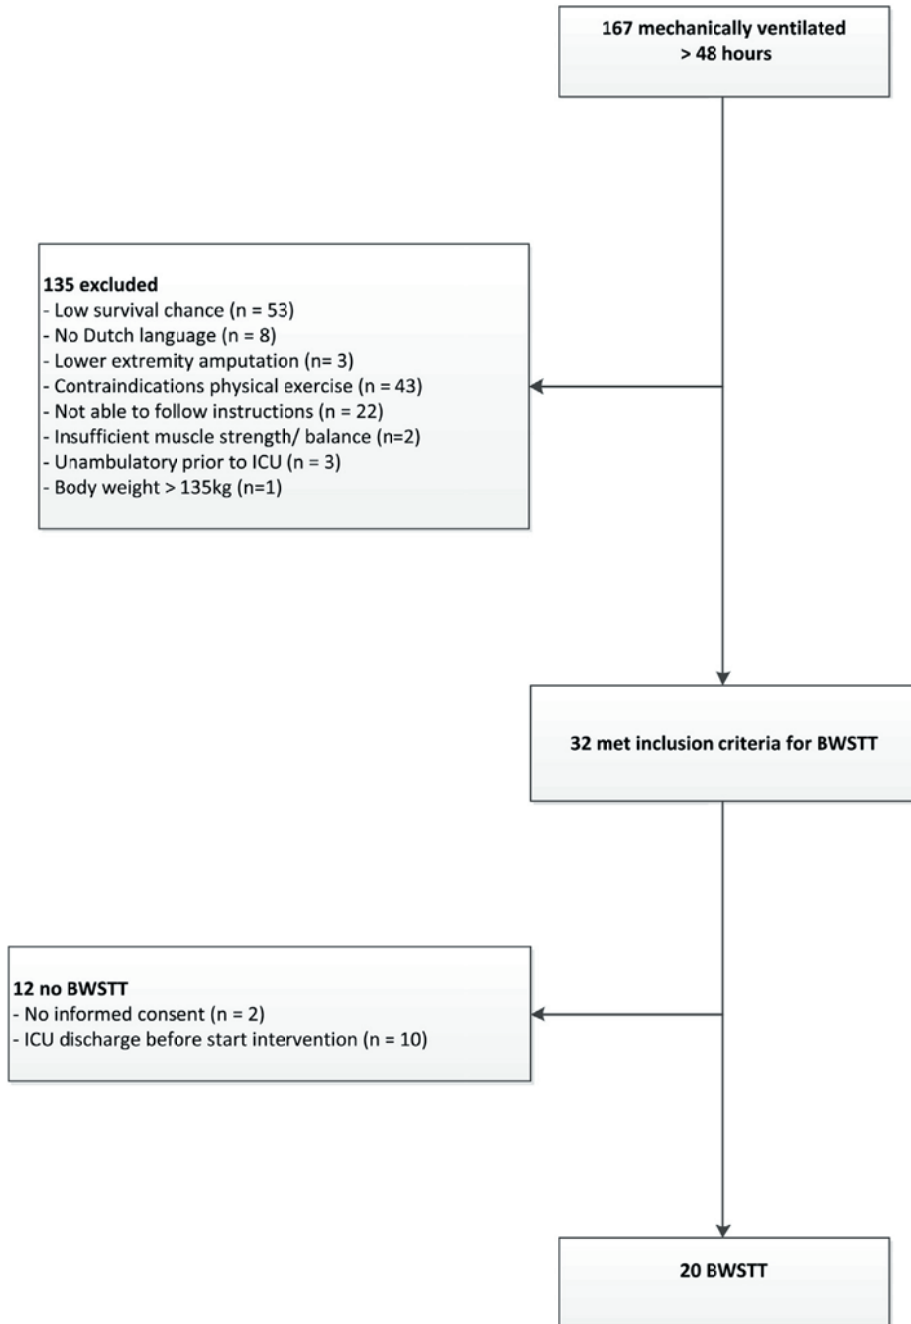 167 mechanically ventilated
> 48 hours
135 excluded
- Low survival chance (n = 53)
- No Dutch language (n = 8)
- Lower extremity amputation (n= 3)
- Contraindications physical exercise (n = 43)
- Not able to follow instructions (n = 22)
- Insufficient muscle strength/ balance (n=2)
- Unambulatory prior to ICU (n = 3)
- Body weight > 135kg (n=1)
32 met inclusion criteria for BWSTT
12 no BWSTT
- No informed consent (n = 2)
- ICU discharge before start intervention (n = 10)
20 BWSTT